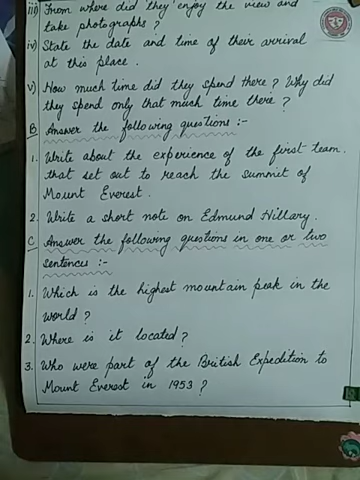 iii) From where did they enjoy the view and
take photographs?
iv) State the date and time of their arrival
at this place.
v) How much time did they spend there? Why did
they spend only that much time there?
B Answer the following questions :-
1. Write about the experience of the first team
that set out to reach the summit of
Mount Everest.
2. Write a short note on Edmund Hillary.
C Answer the following questions in one or two
sentences :-
1. Which is the highest mountain peak in the
world?
2. Where is it located?
3. Who were part of the British Expedition to
Mount Everest in 1953?